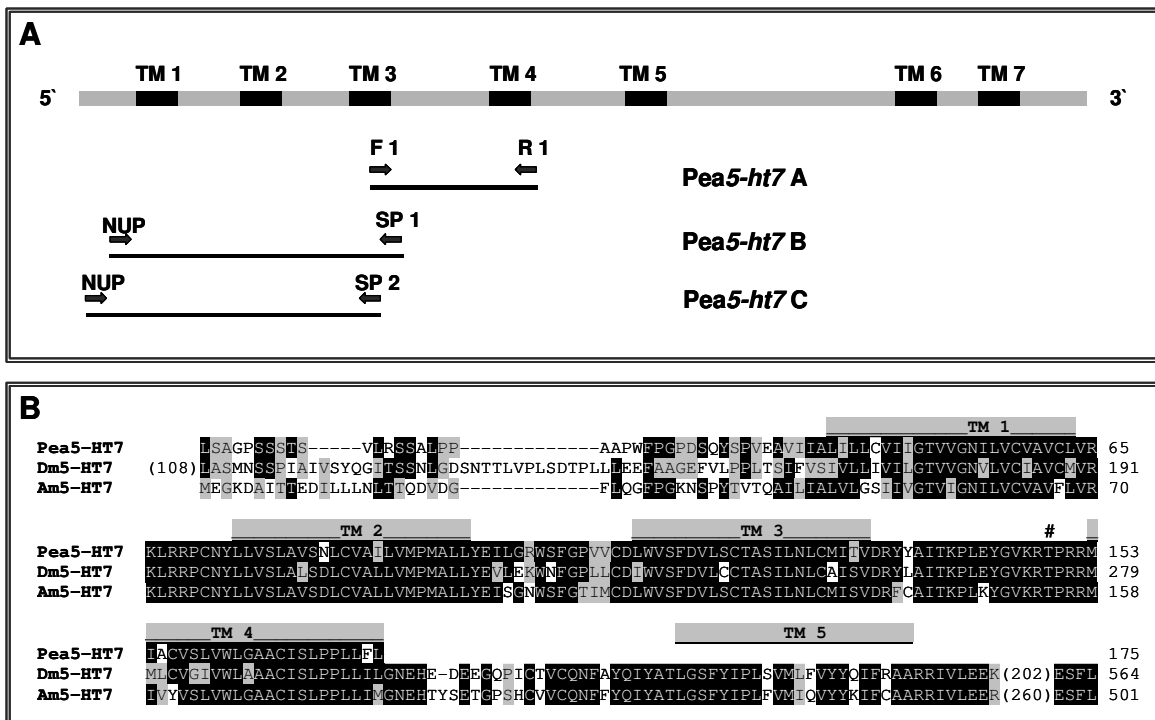 A
TM 1 TM 2 TM 3 TM 4 TM 5 TM 6 TM 7
5` 3`
F 1 R 1
Pea5-ht7 A
NUP SP 1
Pea5-ht7 B
NUP SP 2
Pea5-ht7 C
B
TM 1
Pea5-HT7 LSAGPSSSTS-----VLRSSALPP-------------AAPWFPGPDSQYSPVEAVIIALILLCVIIGTVVGNILVCVAVCLVR 65
Dm5-HT7 (108)LASMNSSPIAIVSYQGITSSNLGDSNTTLVPLSDTPLLLEEFAAGEFVLPPLTSIFVSIVLLIVILGTVVGNVLVCIAVCMVR 191
Am5-HT7 MEGKDAITTEDILLLNLTTQDVDG-------------FLQGFPGKNSPYTVTQAILIALVLGSIIVGTVIGNILVCVAVFLVR 70
TM 2 TM 3 #
Pea5-HT7 KLRRPCNYLLVSLAVSNLCVAILVMPMALLYEILGRWSFGPVVCDLWVSFDVLSCTASILNLCMITVDRYYAITKPLEYGVKRTPRRM 153
Dm5-HT7 KLRRPCNYLLVSLALSDLCVALLVMPMALLYEVLEKWNFGPLLCDIWVSFDVLCCTASILNLCAISVDRYLAITKPLEYGVKRTPRRM 279
Am5-HT7 KLRRPCNYLLVSLAVSDLCVALLVMPMALLYEISGNWSFGTIMCDLWVSFDVLSCTASILNLCMISVDRFCAITKPLKYGVKRTPRRM 158
TM 4 TM 5
Pea5-HT7 IACVSLVWLGAACISLPPLLFL 175
Dm5-HT7 MLCVGIVWLAAACISLPPLLILGNEHE-DEEGQPICTVCQNFAYQIYATLGSFYIPLSVMLFVYYQIFRAARRIVLEEK(202)ESFL 564
Am5-HT7 IVYVSLVWLGAACISLPPLLIMGNEHTYSETGPSHCVVCQNFFYQIYATLGSFYIPLFVMIQVYYKIFCAARRIVLEER(260)ESFL 501